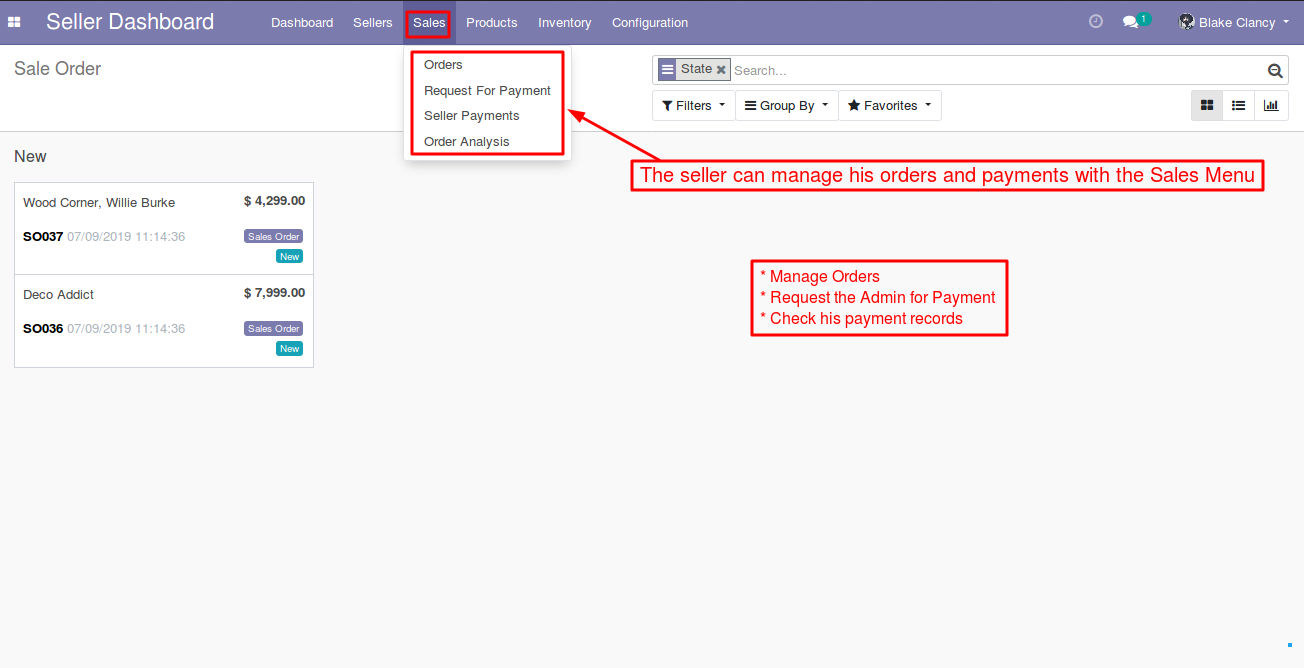 Seller Dashboard Dashboard Sellers Sales Products Inventory Configuration 1 Blake Clancy
Sale Order
State Search...
Filters Group By Favorites
Orders
Request For Payment
Seller Payments
Order Analysis
The seller can manage his orders and payments with the Sales Menu
New
Wood Corner, Willie Burke $ 4,299.00
SO037 07/09/2019 11:14:36 Sales Order
New
Deco Addict $ 7,999.00
SO036 07/09/2019 11:14:36 Sales Order
New
* Manage Orders
* Request the Admin for Payment
* Check his payment records